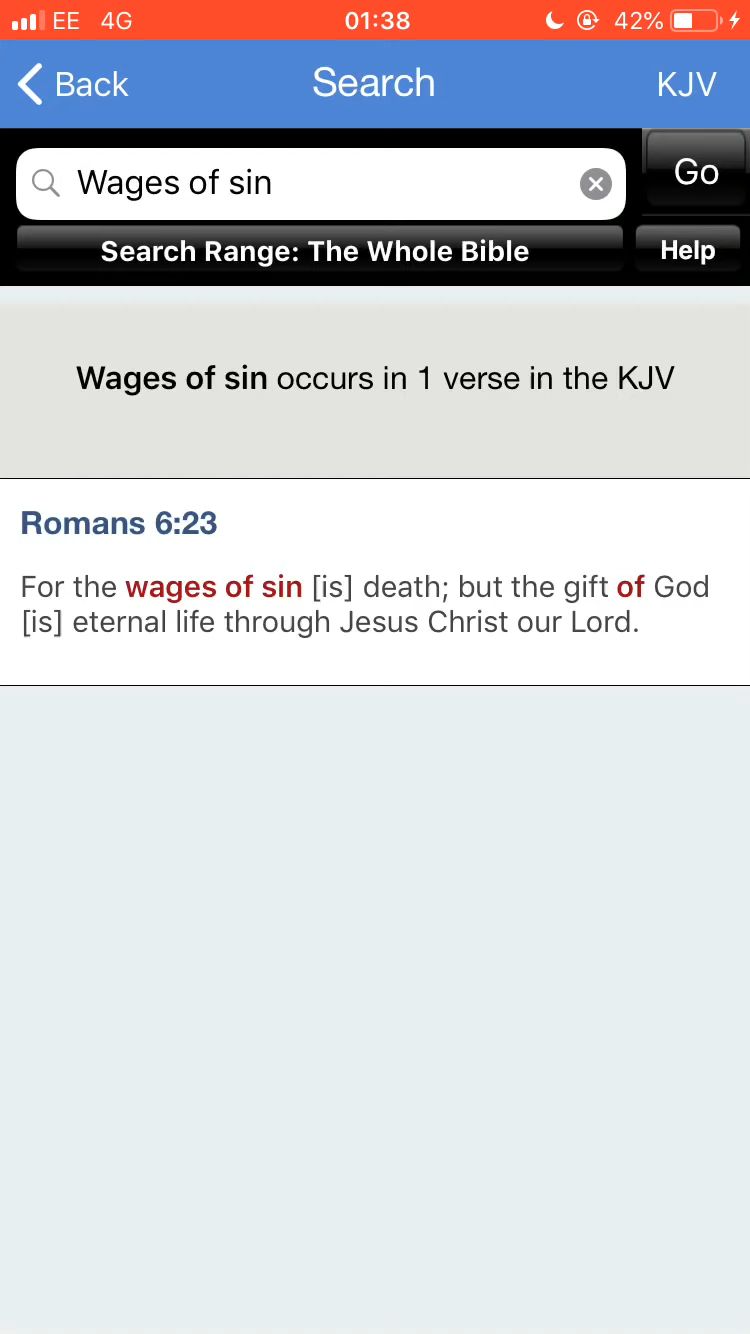 EE 4G 01:38 42%
Back Search KJV
Wages of sin Go
Search Range: The Whole Bible Help
Wages of sin occurs in 1 verse in the KJV
Romans 6:23
For the wages of sin [is] death; but the gift of God
[is] eternal life through Jesus Christ our Lord.